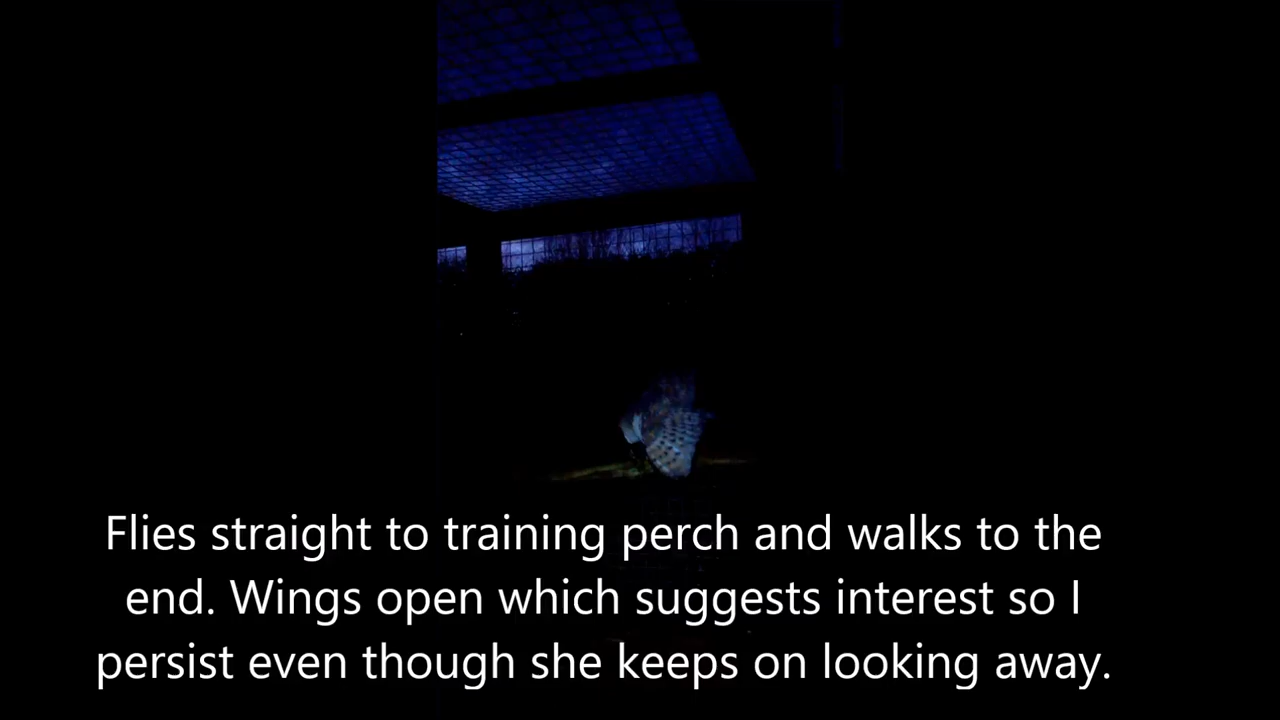 Flies straight to training perch and walks to the
end. Wings open which suggests interest so I
persist even though she keeps on looking away.